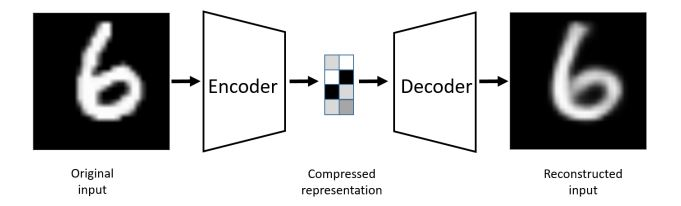 Encoder
Decoder
Original
input
Compressed
representation
Reconstructed
input